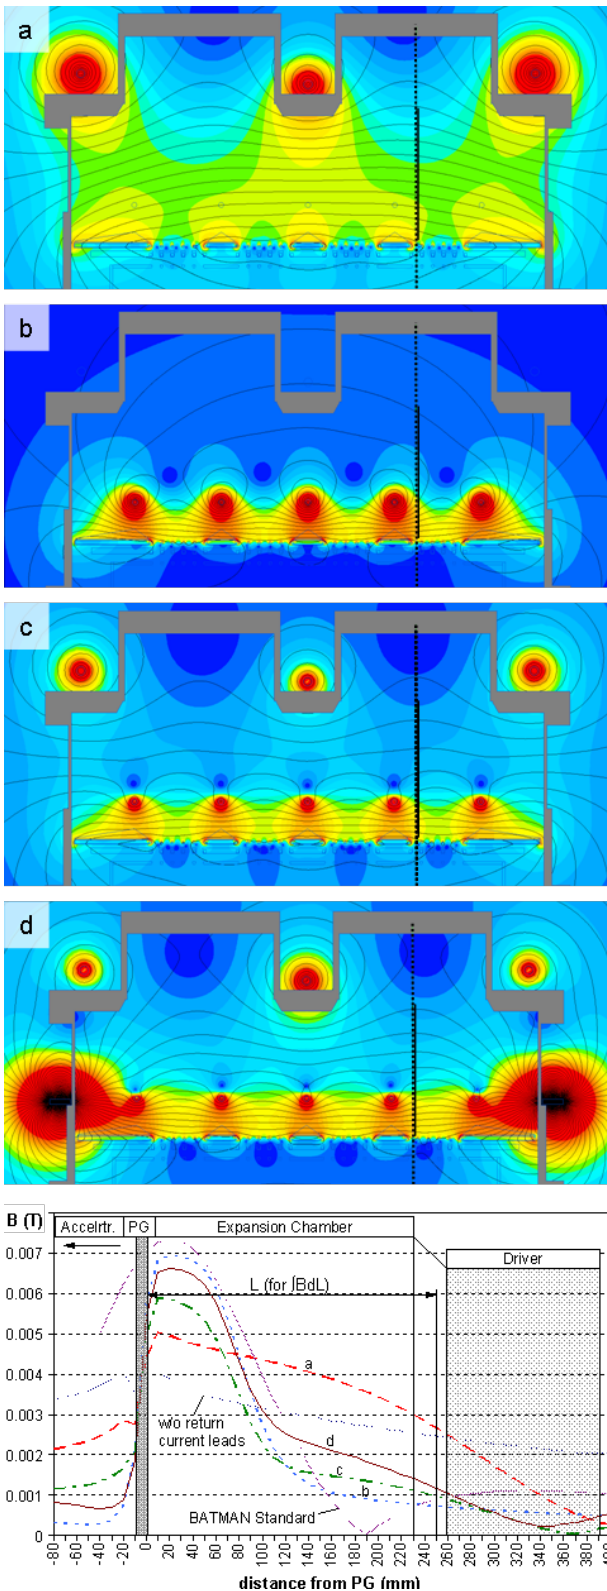 a
b
c
d
B (T)
Accelrtr.
PG
Expansion Chamber
Driver
L (for ∫BdL)
0.007
0.006
0.005
0.004
0.003
0.002
0.001
0
a
w/o return
current leads
d
c
b
BATMAN Standard
-80 -60 -40 -20 0 20 40 60 80 100 120 140 160 180 200 220 240 260 280 300 320 340 360 380 400
distance from PG (mm)